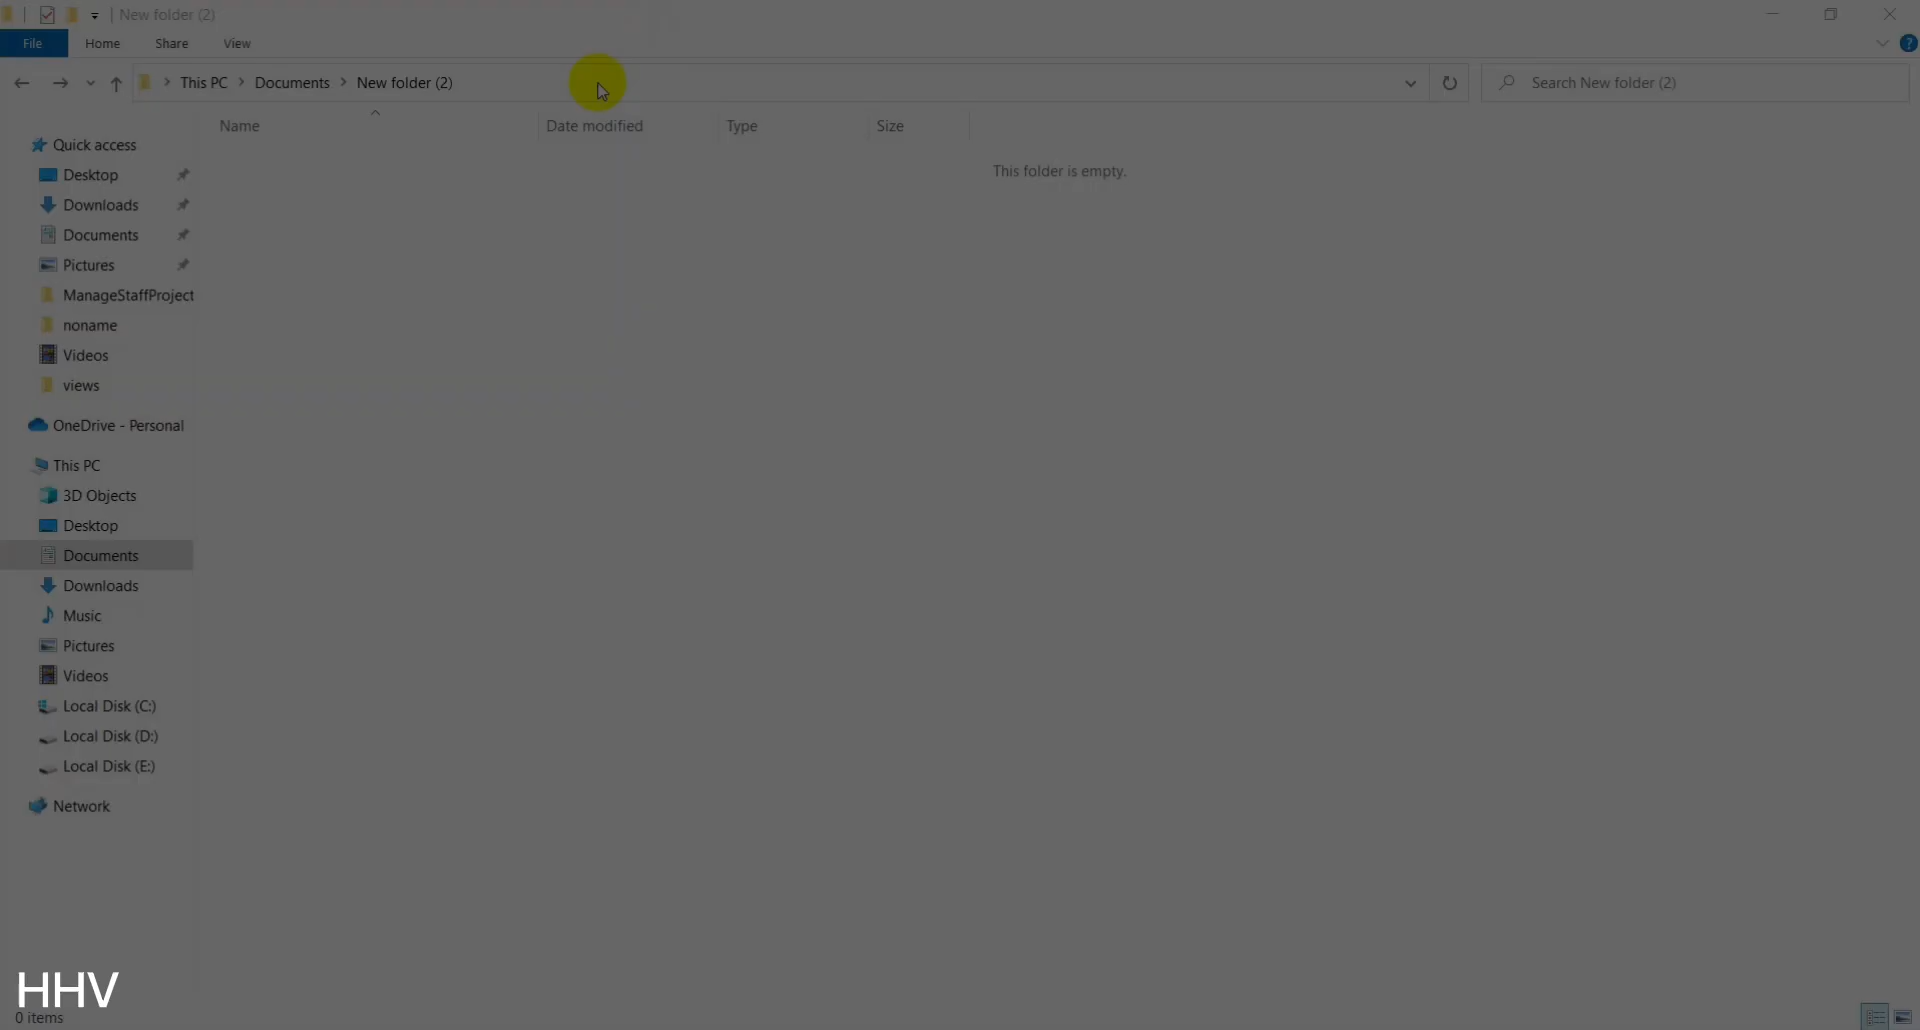 New folder (2)
File Home Share View
This PC Documents New folder (2)
Search New folder (2)
Name Date modified Type Size
This folder is empty.
Quick access
Desktop
Downloads
Documents
Pictures
ManageStaffProject
noname
Videos
views
OneDrive - Personal
This PC
3D Objects
Desktop
Documents
Downloads
Music
Pictures
Videos
Local Disk (C:)
Local Disk (D:)
Local Disk (E:)
Network
HHV
0 items